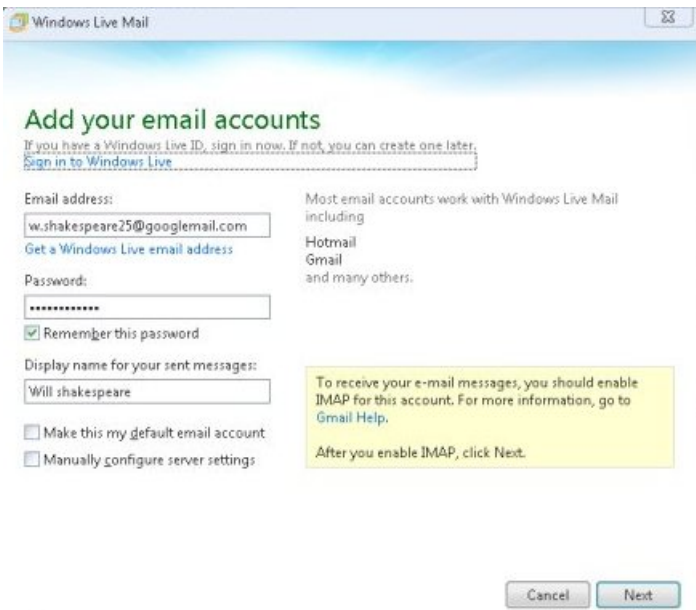 Windows Live Mail
Add your email accounts
If you have a Windows Live ID, sign in now. If not, you can create one later.
Sign in to Windows Live
Email address:
w.shakespeare25@googlemail.com
Get a Windows Live email address
Password:
••••••••••••
Remember this password
Display name for your sent messages:
Will shakespeare
Make this my default email account
Manually configure server settings
Most email accounts work with Windows Live Mail
including
Hotmail
Gmail
and many others.
To receive your e-mail messages, you should enable
IMAP for this account. For more information, go to
Gmail Help.
After you enable IMAP, click Next.
Cancel
Next